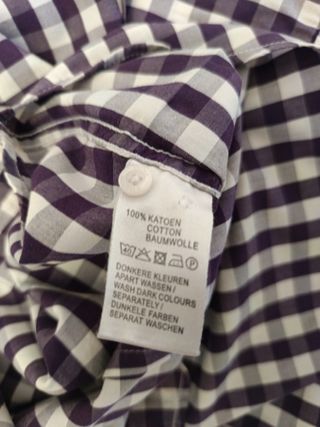 100% KATOEN
COTTON
BAUMWOLLE
DONKERE KLEUREN
APART WASSEN/
WASH DARK COLOURS
SEPARATELY/
DUNKELE FARBEN
SEPARAT WASCHEN